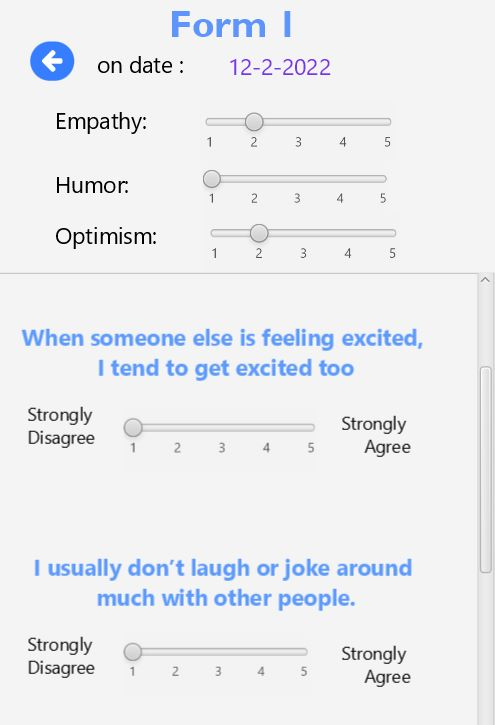 Form I
on date : 12-2-2022
Empathy:
1 2 3 4 5
Humor:
1 2 3 4 5
Optimism:
1 2 3 4 5
When someone else is feeling excited,
I tend to get excited too
Strongly
Disagree
1 2 3 4 5
Strongly
Agree
I usually don’t laugh or joke around
much with other people.
Strongly
Disagree
1 2 3 4 5
Strongly
Agree